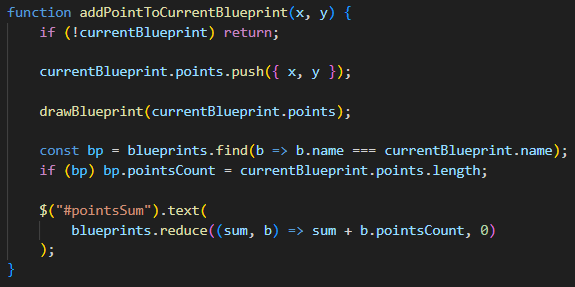 function addPointToCurrentBlueprint(x, y) {
if (!currentBlueprint) return;
currentBlueprint.points.push({ x, y });
drawBlueprint(currentBlueprint.points);
const bp = blueprints.find(b => b.name === currentBlueprint.name);
if (bp) bp.pointsCount = currentBlueprint.points.length;
$("#pointsSum").text(
blueprints.reduce((sum, b) => sum + b.pointsCount, 0)
);
}